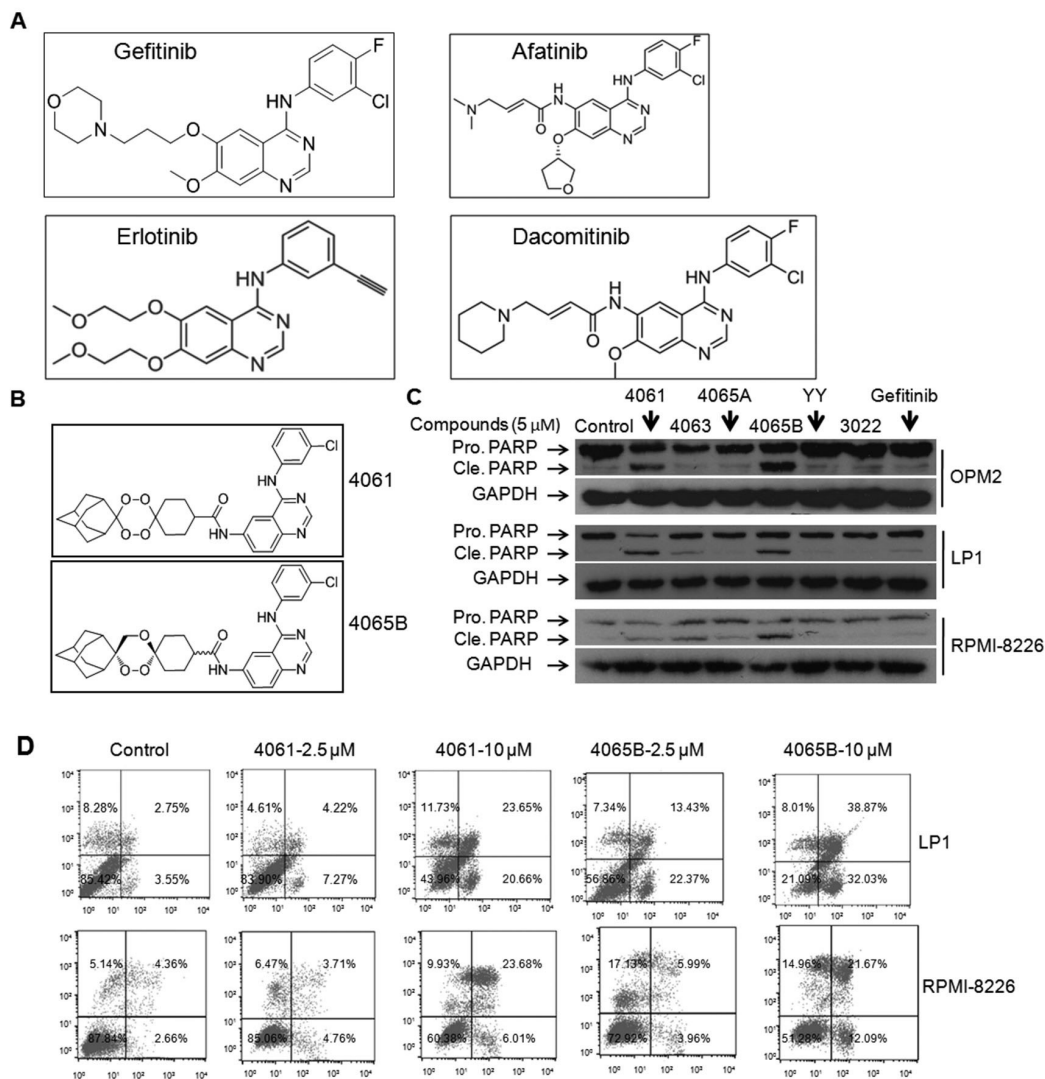 A
Gefitinib
Afatinib
Erlotinib
Dacomitinib
B
4061
4065B
C
4061 4065A YY Gefitinib
Compounds (5 µM) Control 4063 4065B 3022
Pro. PARP
Cle. PARP
GAPDH
OPM2
Pro. PARP
Cle. PARP
GAPDH
LP1
Pro. PARP
Cle. PARP
GAPDH
RPMI-8226
D
Control 4061-2.5 µM 4061-10 µM 4065B-2.5 µM 4065B-10 µM
8.28% 2.75% 4.61% 4.22% 11.73% 23.65% 7.34% 13.43% 8.01% 38.87%
LP1
85.42% 3.55% 83.90% 7.27% 43.96% 20.66% 56.86% 22.37% 21.09% 32.03%
5.14% 4.36% 6.47% 3.71% 9.93% 23.68% 17.13% 5.99% 14.96% 21.67%
RPMI-8226
87.84% 2.66% 85.06% 4.76% 60.38% 6.01% 72.92% 3.96% 51.28% 12.09%